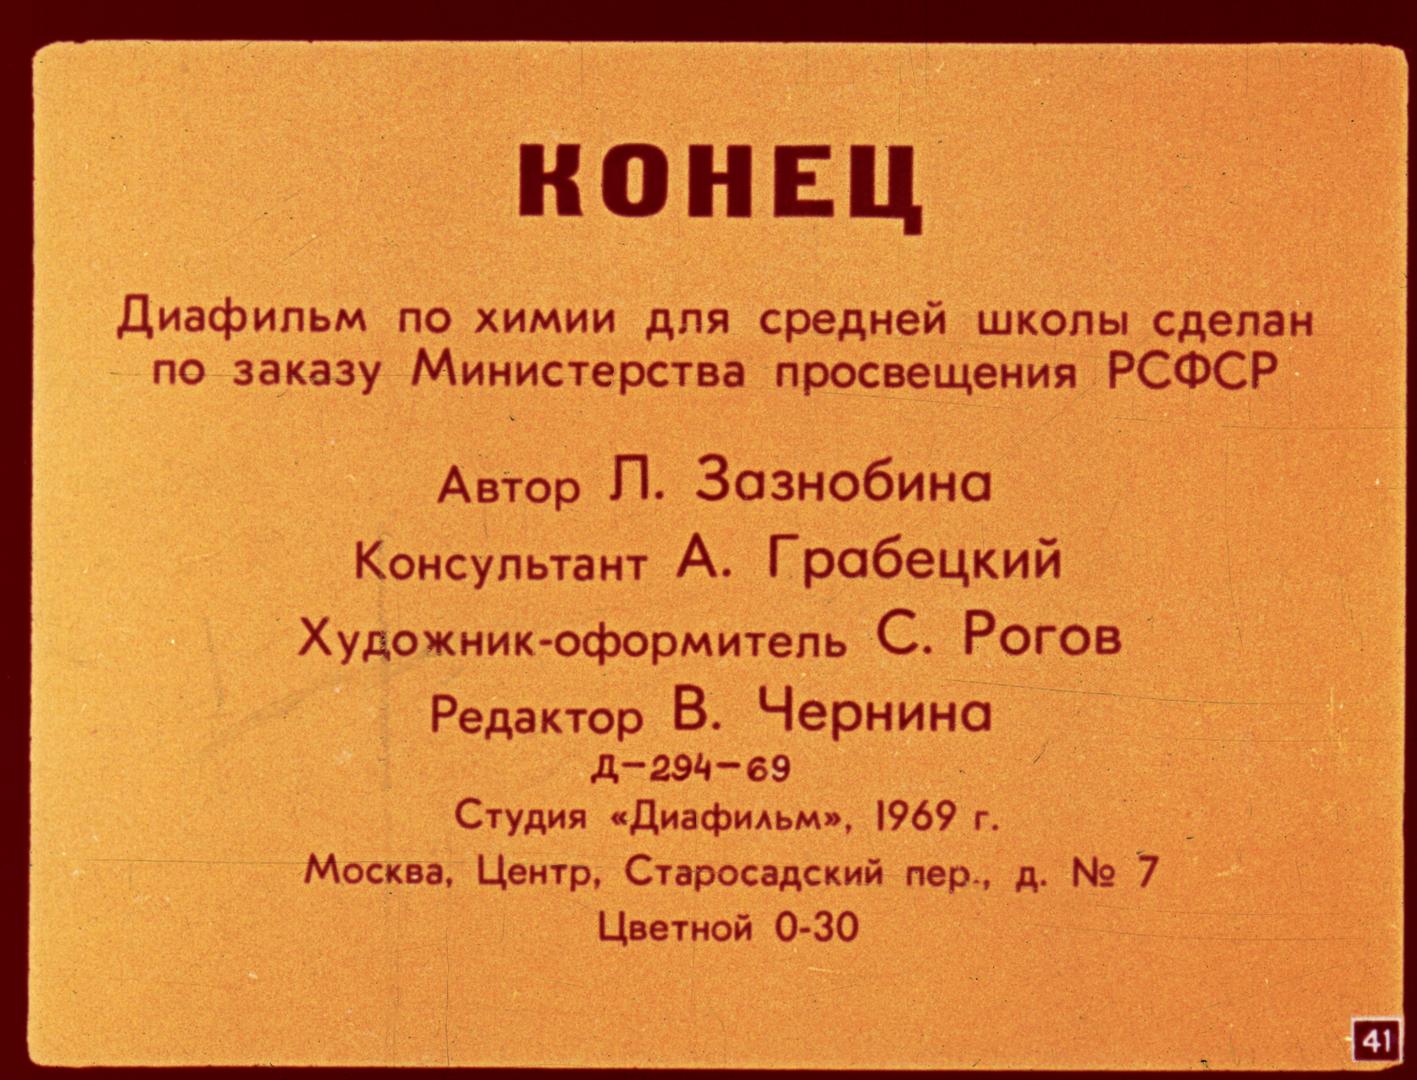 КОНЕЦ
Диафильм по химии для средней школы сделан
по заказу Министерства просвещения РСФСР
Автор Л. Зазнобина
Консультант А. Грабецкий
Художник-оформитель С. Рогов
Редактор В. Чернина
Д-294-69
Студия «Диафильм», 1969 г.
Москва, Центр, Старосадский пер., д. № 7
Цветной 0-30
41